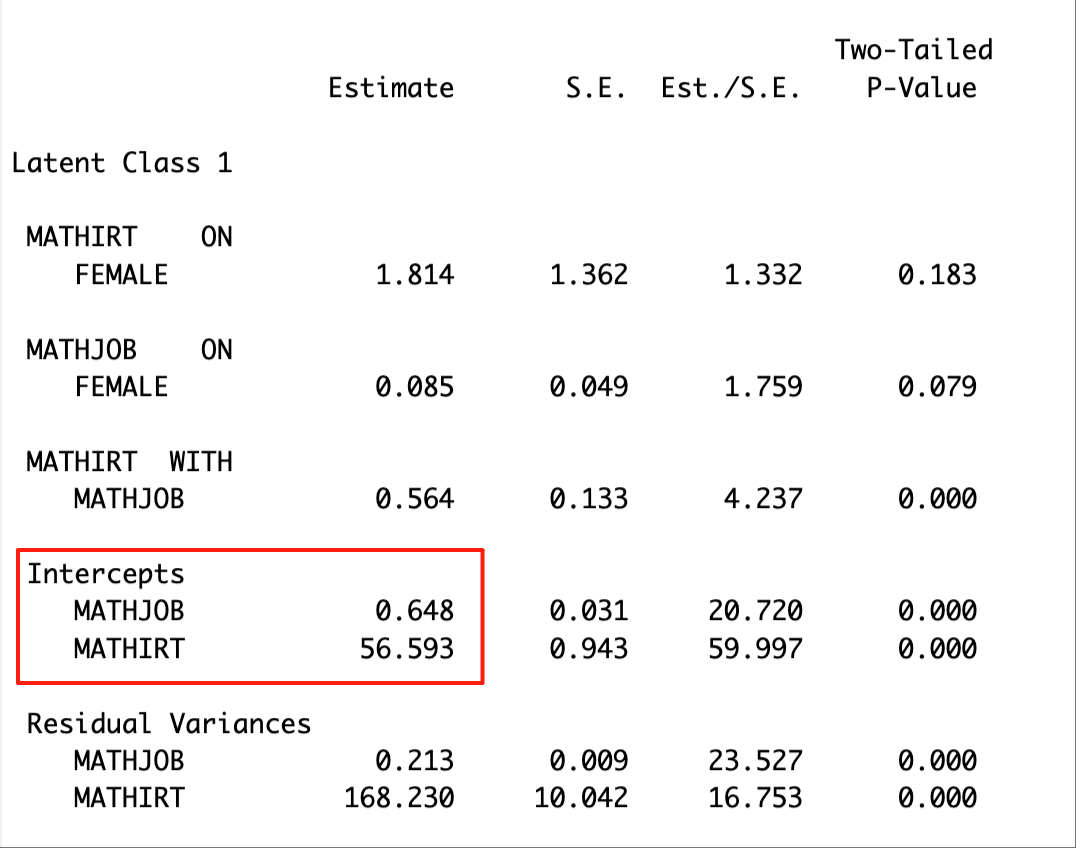 Two-Tailed
Estimate S.E. Est./S.E. P-Value
Latent Class 1
MATHIRT ON
FEMALE 1.814 1.362 1.332 0.183
MATHJOB ON
FEMALE 0.085 0.049 1.759 0.079
MATHIRT WITH
MATHJOB 0.564 0.133 4.237 0.000
Intercepts
MATHJOB 0.648 0.031 20.720 0.000
MATHIRT 56.593 0.943 59.997 0.000
Residual Variances
MATHJOB 0.213 0.009 23.527 0.000
MATHIRT 168.230 10.042 16.753 0.000